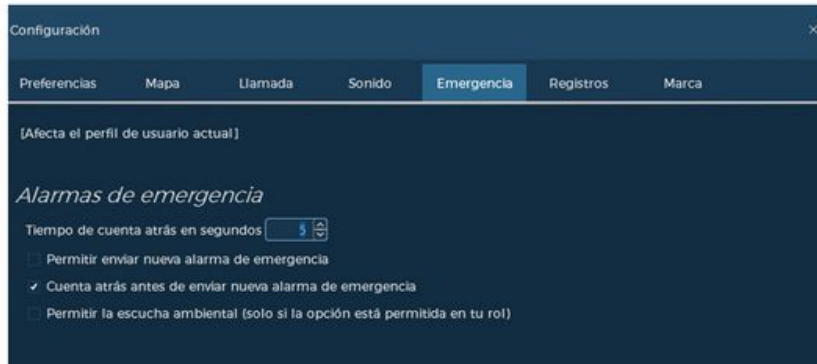 Configuración
Preferencias Mapa Llamada Sonido Emergencia Registros Marca
[Afecta el perfil de usuario actual]
Alarmas de emergencia
Tiempo de cuenta atrás en segundos 5
Permitir enviar nueva alarma de emergencia
Cuenta atrás antes de enviar nueva alarma de emergencia
Permitir la escucha ambiental (solo si la opción está permitida en tu rol)